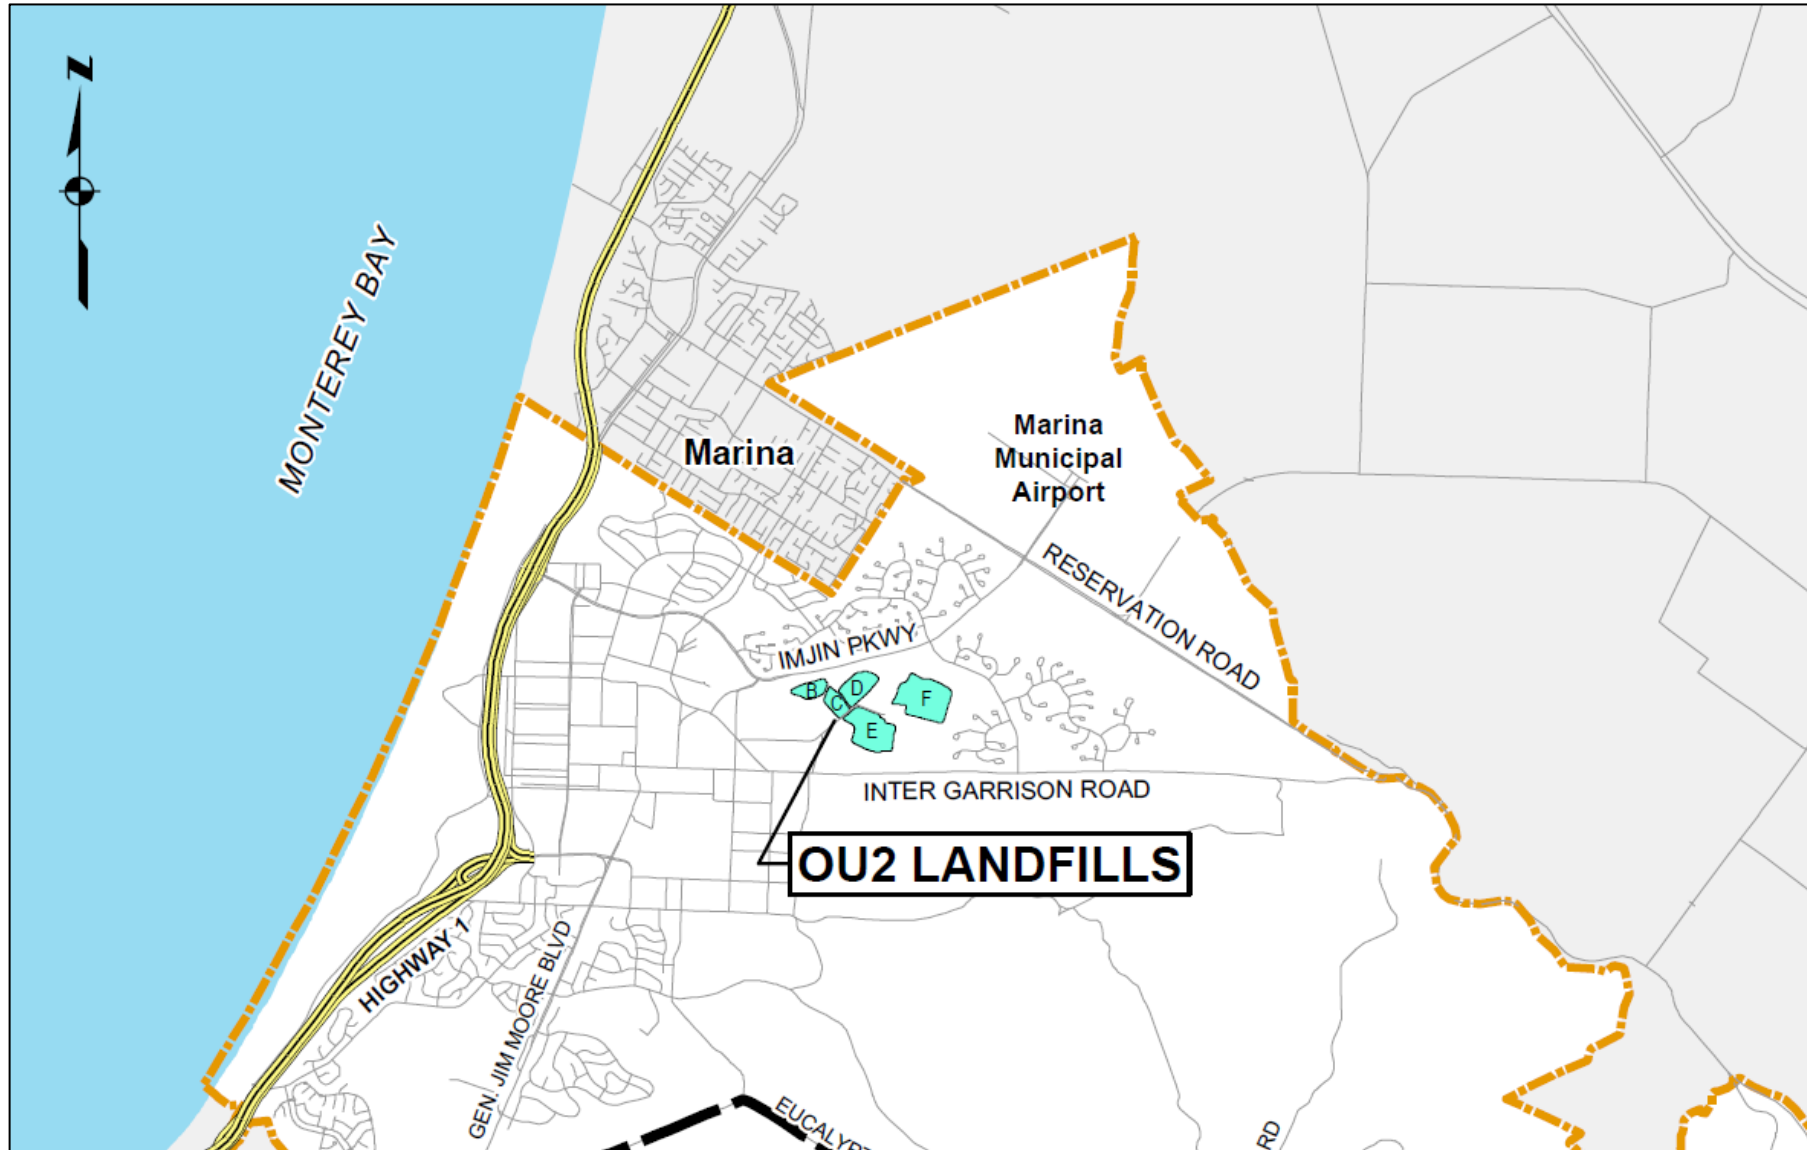 N
MONTEREY BAY
Marina
Marina
Municipal
Airport
RESERVATION ROAD
IMJIN PKWY
B
C
D
E
F
INTER GARRISON ROAD
OU2 LANDFILLS
HIGHWAY 1
GEN. JIM MOORE BLVD
EUCALYPT
RD